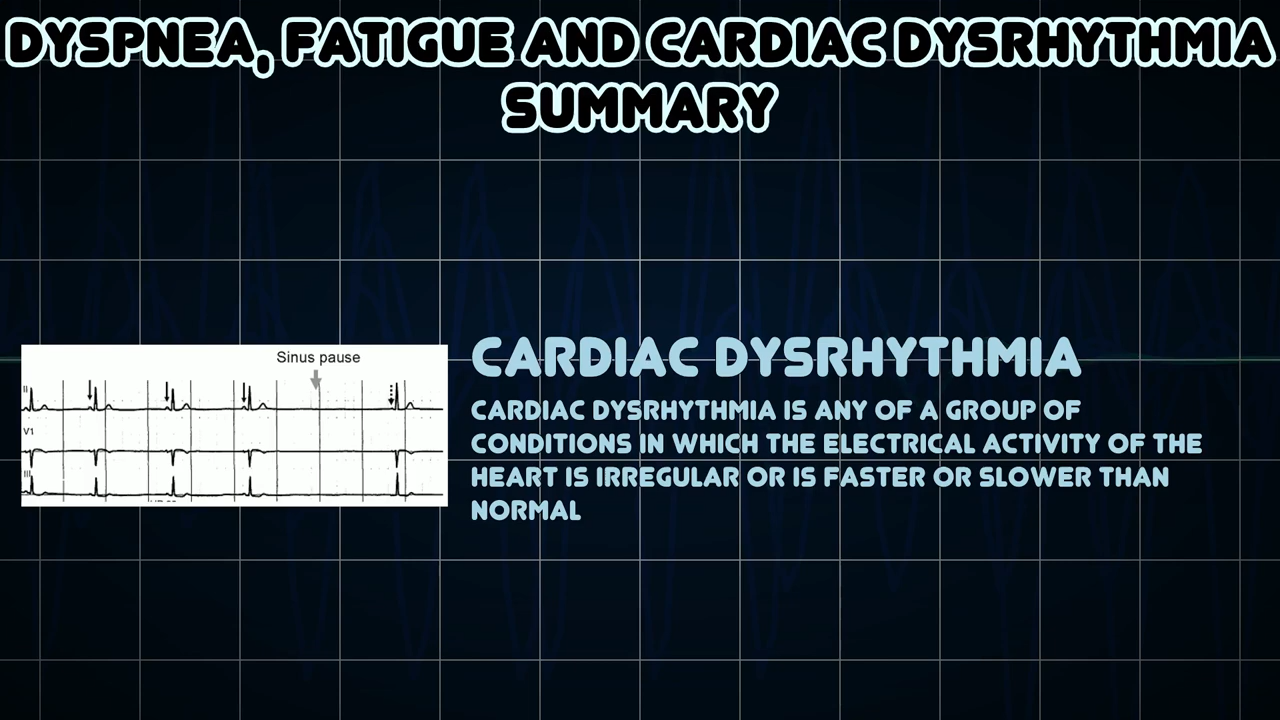 DYSPNEA, FATIGUE AND CARDIAC DYSRHYTHMIA
SUMMARY
Sinus pause
II
V1
III
CARDIAC DYSRHYTHMIA
CARDIAC DYSRHYTHMIA IS ANY OF A GROUP OF
CONDITIONS IN WHICH THE ELECTRICAL ACTIVITY OF THE
HEART IS IRREGULAR OR IS FASTER OR SLOWER THAN
NORMAL